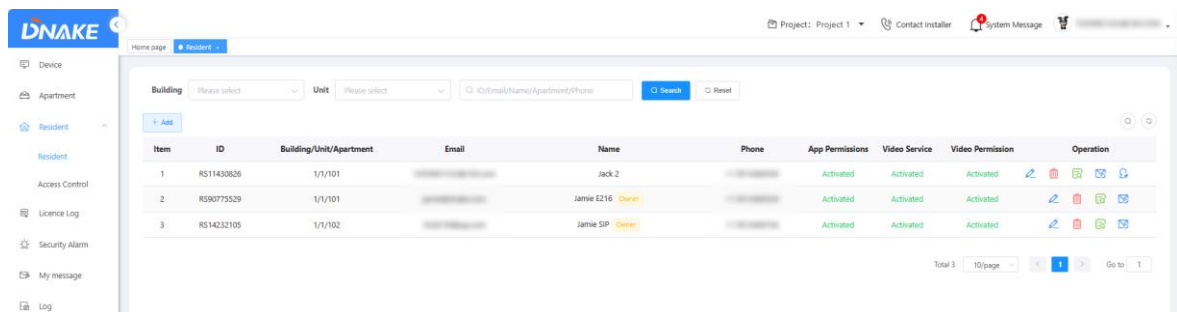 DNAKE
Project: Project 1 Contact Installer 4 System Message
Home page Resident
Device
Apartment
Resident
Resident
Access Control
Licence Log
Security Alarm
My message
Log
Building Please select Unit Please select ID/Email/Name/Apartment/Phone Search Reset
+ Add
Item ID Building/Unit/Apartment Email Name Phone App Permissions Video Service Video Permission Operation
1 RS11430826 1/1/101 Jack 2 Activated Activated Activated
2 RS90775529 1/1/101 Jamie E216 Owner Activated Activated Activated
3 RS14232105 1/1/102 Jamie SIP Owner Activated Activated Activated
Total 3 10/page 1 Go to 1